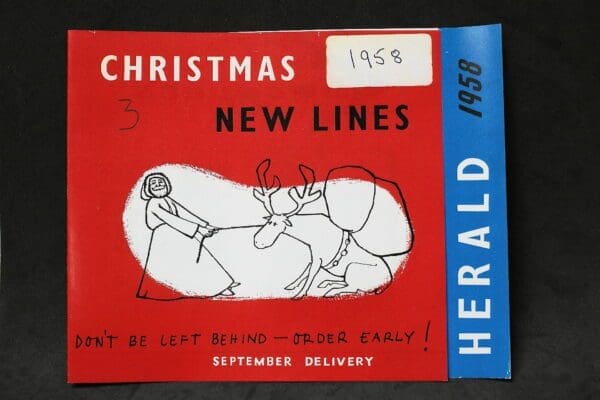 CHRISTMAS
1958
3
NEW LINES
DON'T BE LEFT BEHIND — ORDER EARLY!
SEPTEMBER DELIVERY
HERALD 1958